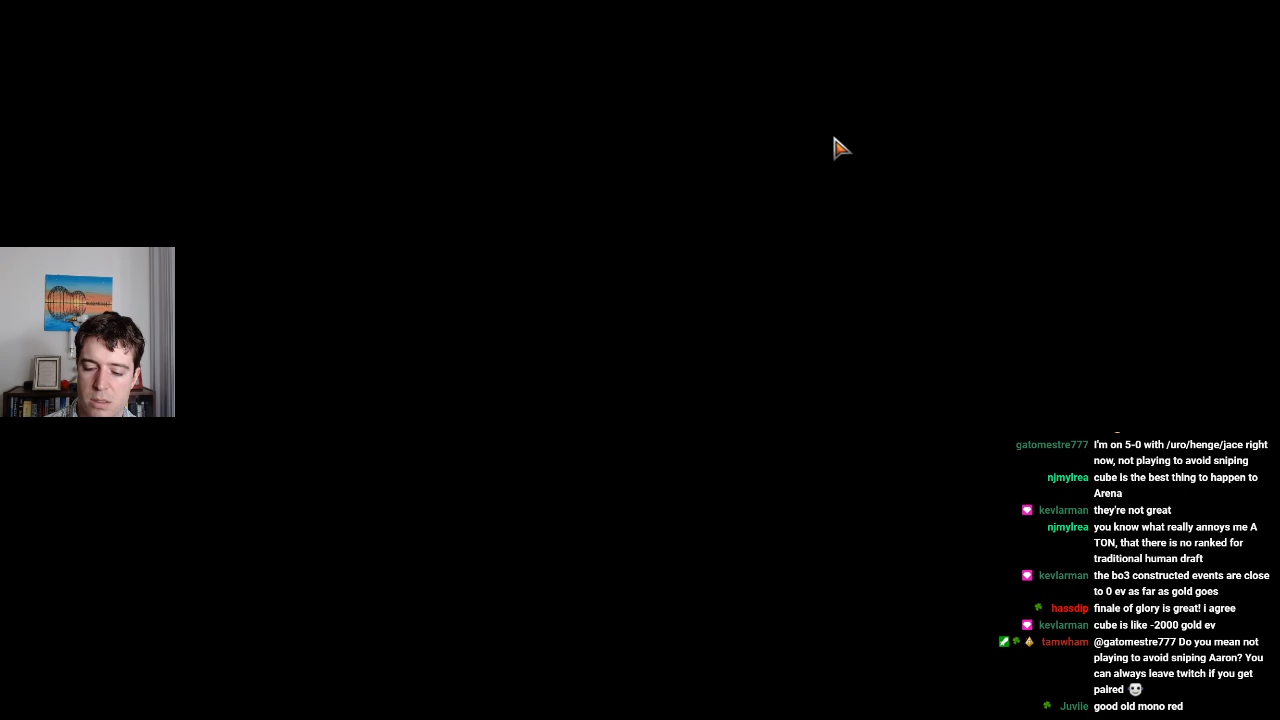 gatomestre777 I'm on 5-0 with /uro/henge/jace right
now, not playing to avoid sniping
njmylrea cube is the best thing to happen to
Arena
kevlarman they're not great
njmylrea you know what really annoys me A
TON, that there is no ranked for
traditional human draft
kevlarman the bo3 constructed events are close
to 0 ev as far as gold goes
hassdip finale of glory is great! i agree
kevlarman cube is like -2000 gold ev
tamwham @gatomestre777 Do you mean not
playing to avoid sniping Aaron? You
can always leave twitch if you get
paired
Juviie good old mono red